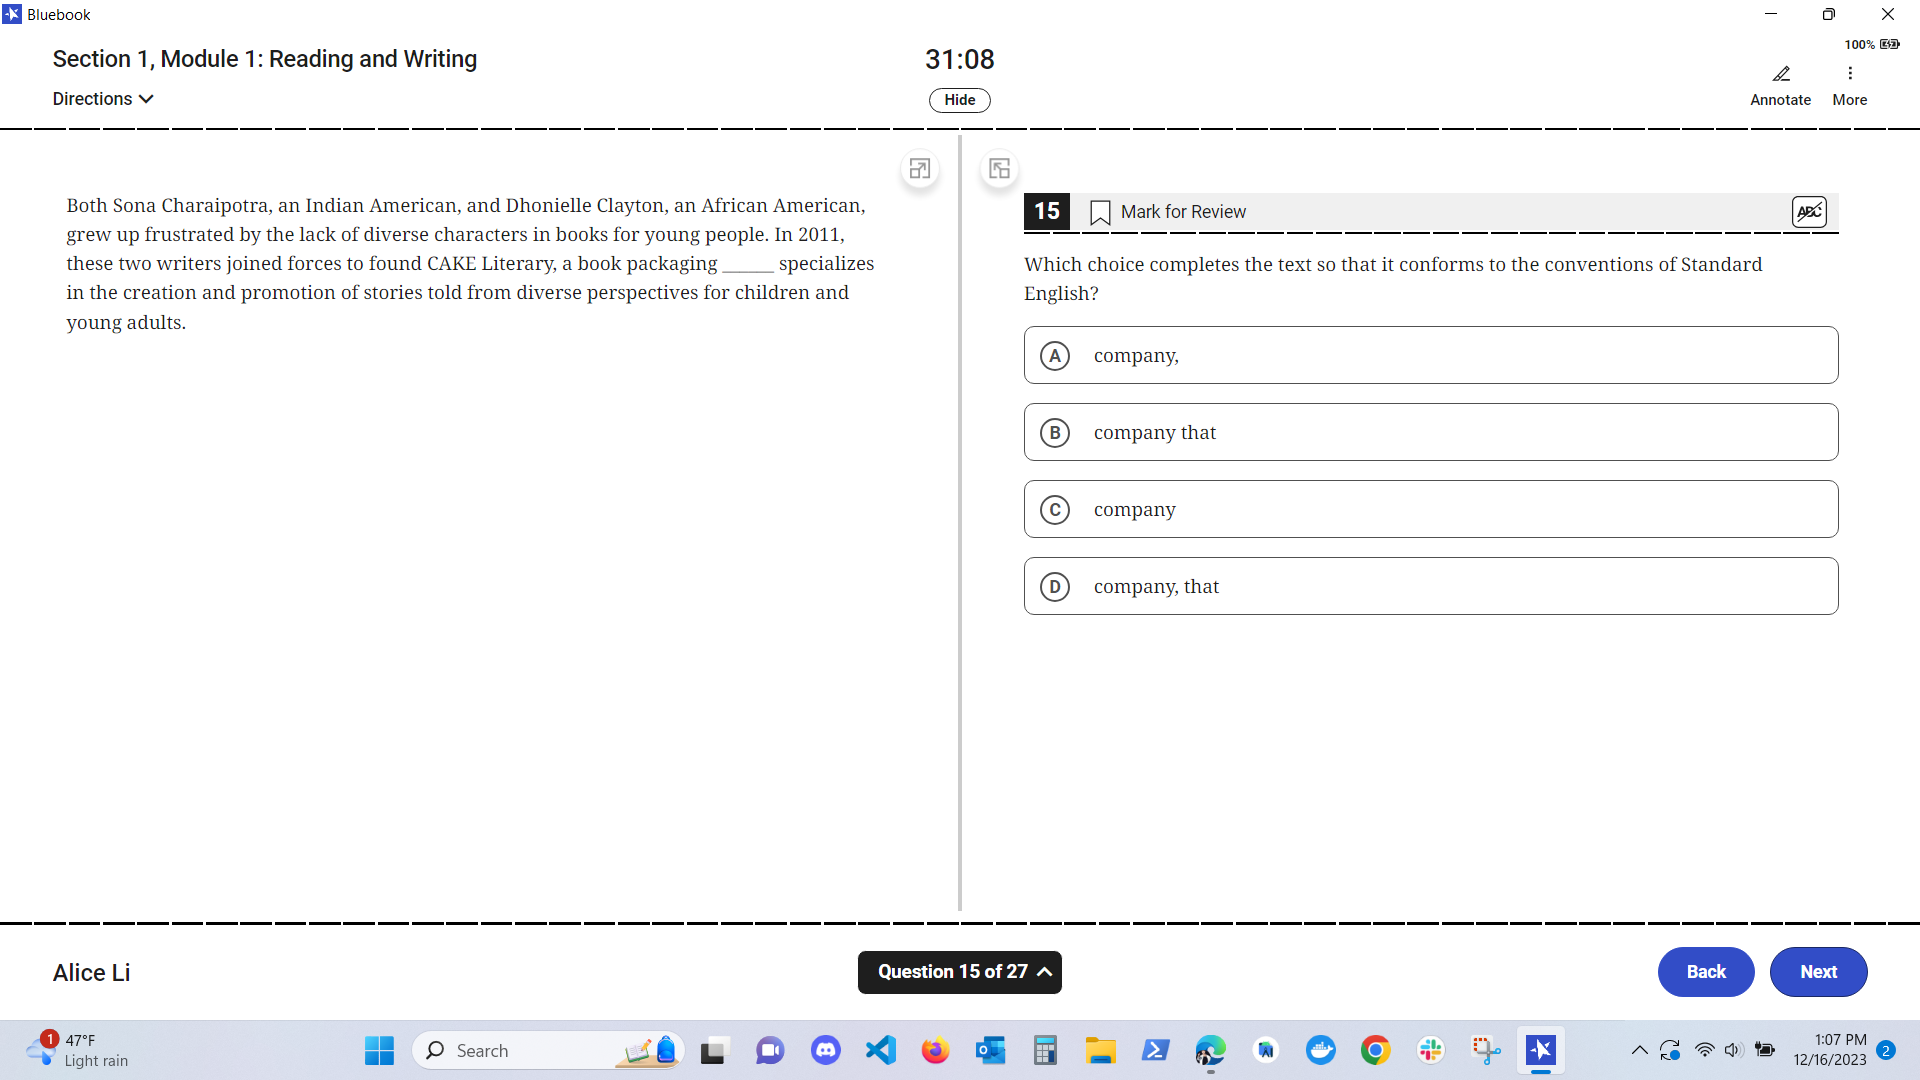 Bluebook
Section 1, Module 1: Reading and Writing
31:08
100%
Directions
Hide
Annotate
More
Both Sona Charaipotra, an Indian American, and Dhonielle Clayton, an African American,
grew up frustrated by the lack of diverse characters in books for young people. In 2011,
these two writers joined forces to found CAKE Literary, a book packaging ______ specializes
in the creation and promotion of stories told from diverse perspectives for children and
young adults.
15
Mark for Review
ABC
Which choice completes the text so that it conforms to the conventions of Standard
English?
A company,
B company that
C company
D company, that
Alice Li
Question 15 of 27
Back
Next
1
47°F
Light rain
Search
1:07 PM
12/16/2023
2